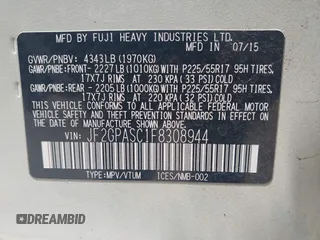 MFD BY FUJI HEAVY INDUSTRIES LTD. 07/15
GVWR/PNBV: 4343LB (1970KG)
GAWR/PNBE:FRONT- 2227LB(1010KG)WITH P225/55R17 95H TIRES,
17X7J RIMS AT 230 KPA (33 PSI) COLD
GAWR/PNBE:REAR - 2205LB(1000KG)WITH P225/55R17 95H TIRES,
17X7J RIMS AT 220 KPA (32 PSI) COLD
THIS VEHICLE CONFORMS TO ALL APPLICABLE FEDERAL MOTOR VEHICLE
SAFETY, BUMPER, AND THEFT PREVENTION STANDARDS IN EFFECT ON
THE DATE OF MANUFACTURE SHOWN ABOVE.
VIN: JF2GPASC1F8308944
TYPE:MPV/VTUM ICES/NMB-002
© DREAMBID